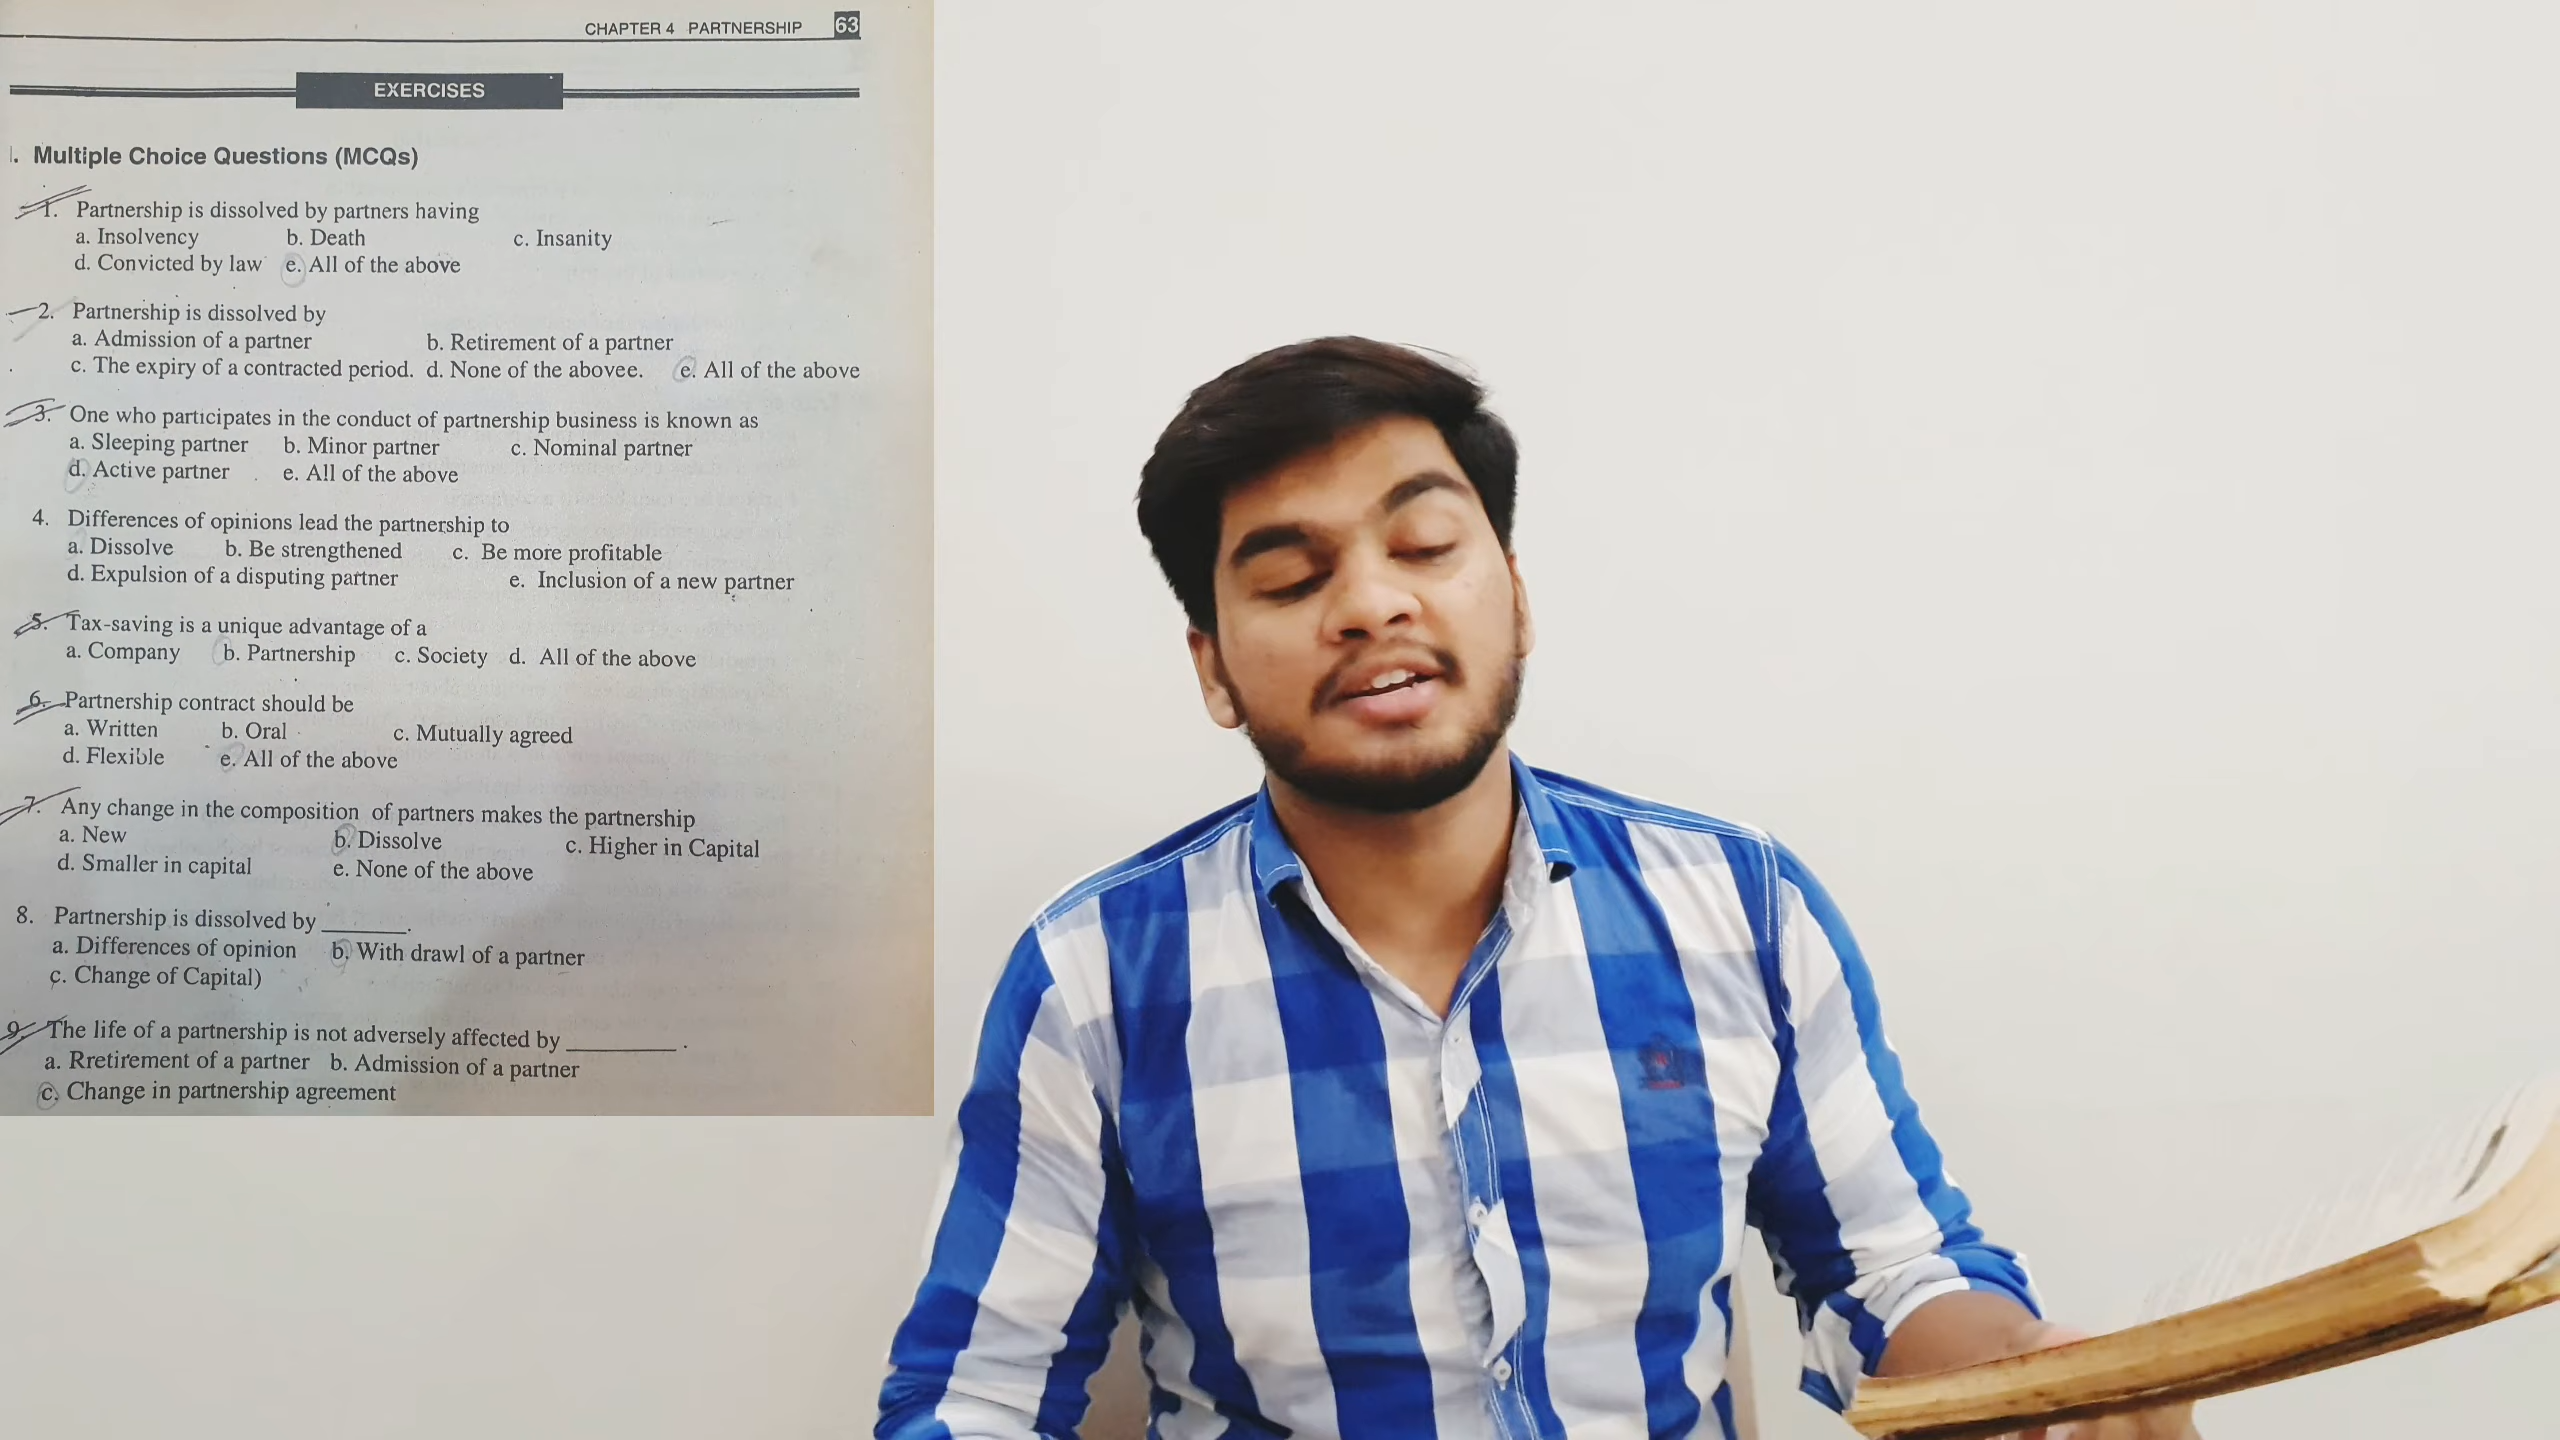 CHAPTER 4 PARTNERSHIP 63
EXERCISES
I. Multiple Choice Questions (MCQs)
1. Partnership is dissolved by partners having
a. Insolvency b. Death c. Insanity
d. Convicted by law e. All of the above
2. Partnership is dissolved by
a. Admission of a partner b. Retirement of a partner
c. The expiry of a contracted period. d. None of the abovee. e. All of the above
3. One who participates in the conduct of partnership business is known as
a. Sleeping partner b. Minor partner c. Nominal partner
d. Active partner e. All of the above
4. Differences of opinions lead the partnership to
a. Dissolve b. Be strengthened c. Be more profitable
d. Expulsion of a disputing partner e. Inclusion of a new partner
5. Tax-saving is a unique advantage of a
a. Company b. Partnership c. Society d. All of the above
6. Partnership contract should be
a. Written b. Oral c. Mutually agreed
d. Flexible e. All of the above
7. Any change in the composition of partners makes the partnership
a. New b. Dissolve c. Higher in Capital
d. Smaller in capital e. None of the above
8. Partnership is dissolved by _______.
a. Differences of opinion b. With drawl of a partner
c. Change of Capital)
9. The life of a partnership is not adversely affected by _________ .
a. Rretirement of a partner b. Admission of a partner
c. Change in partnership agreement